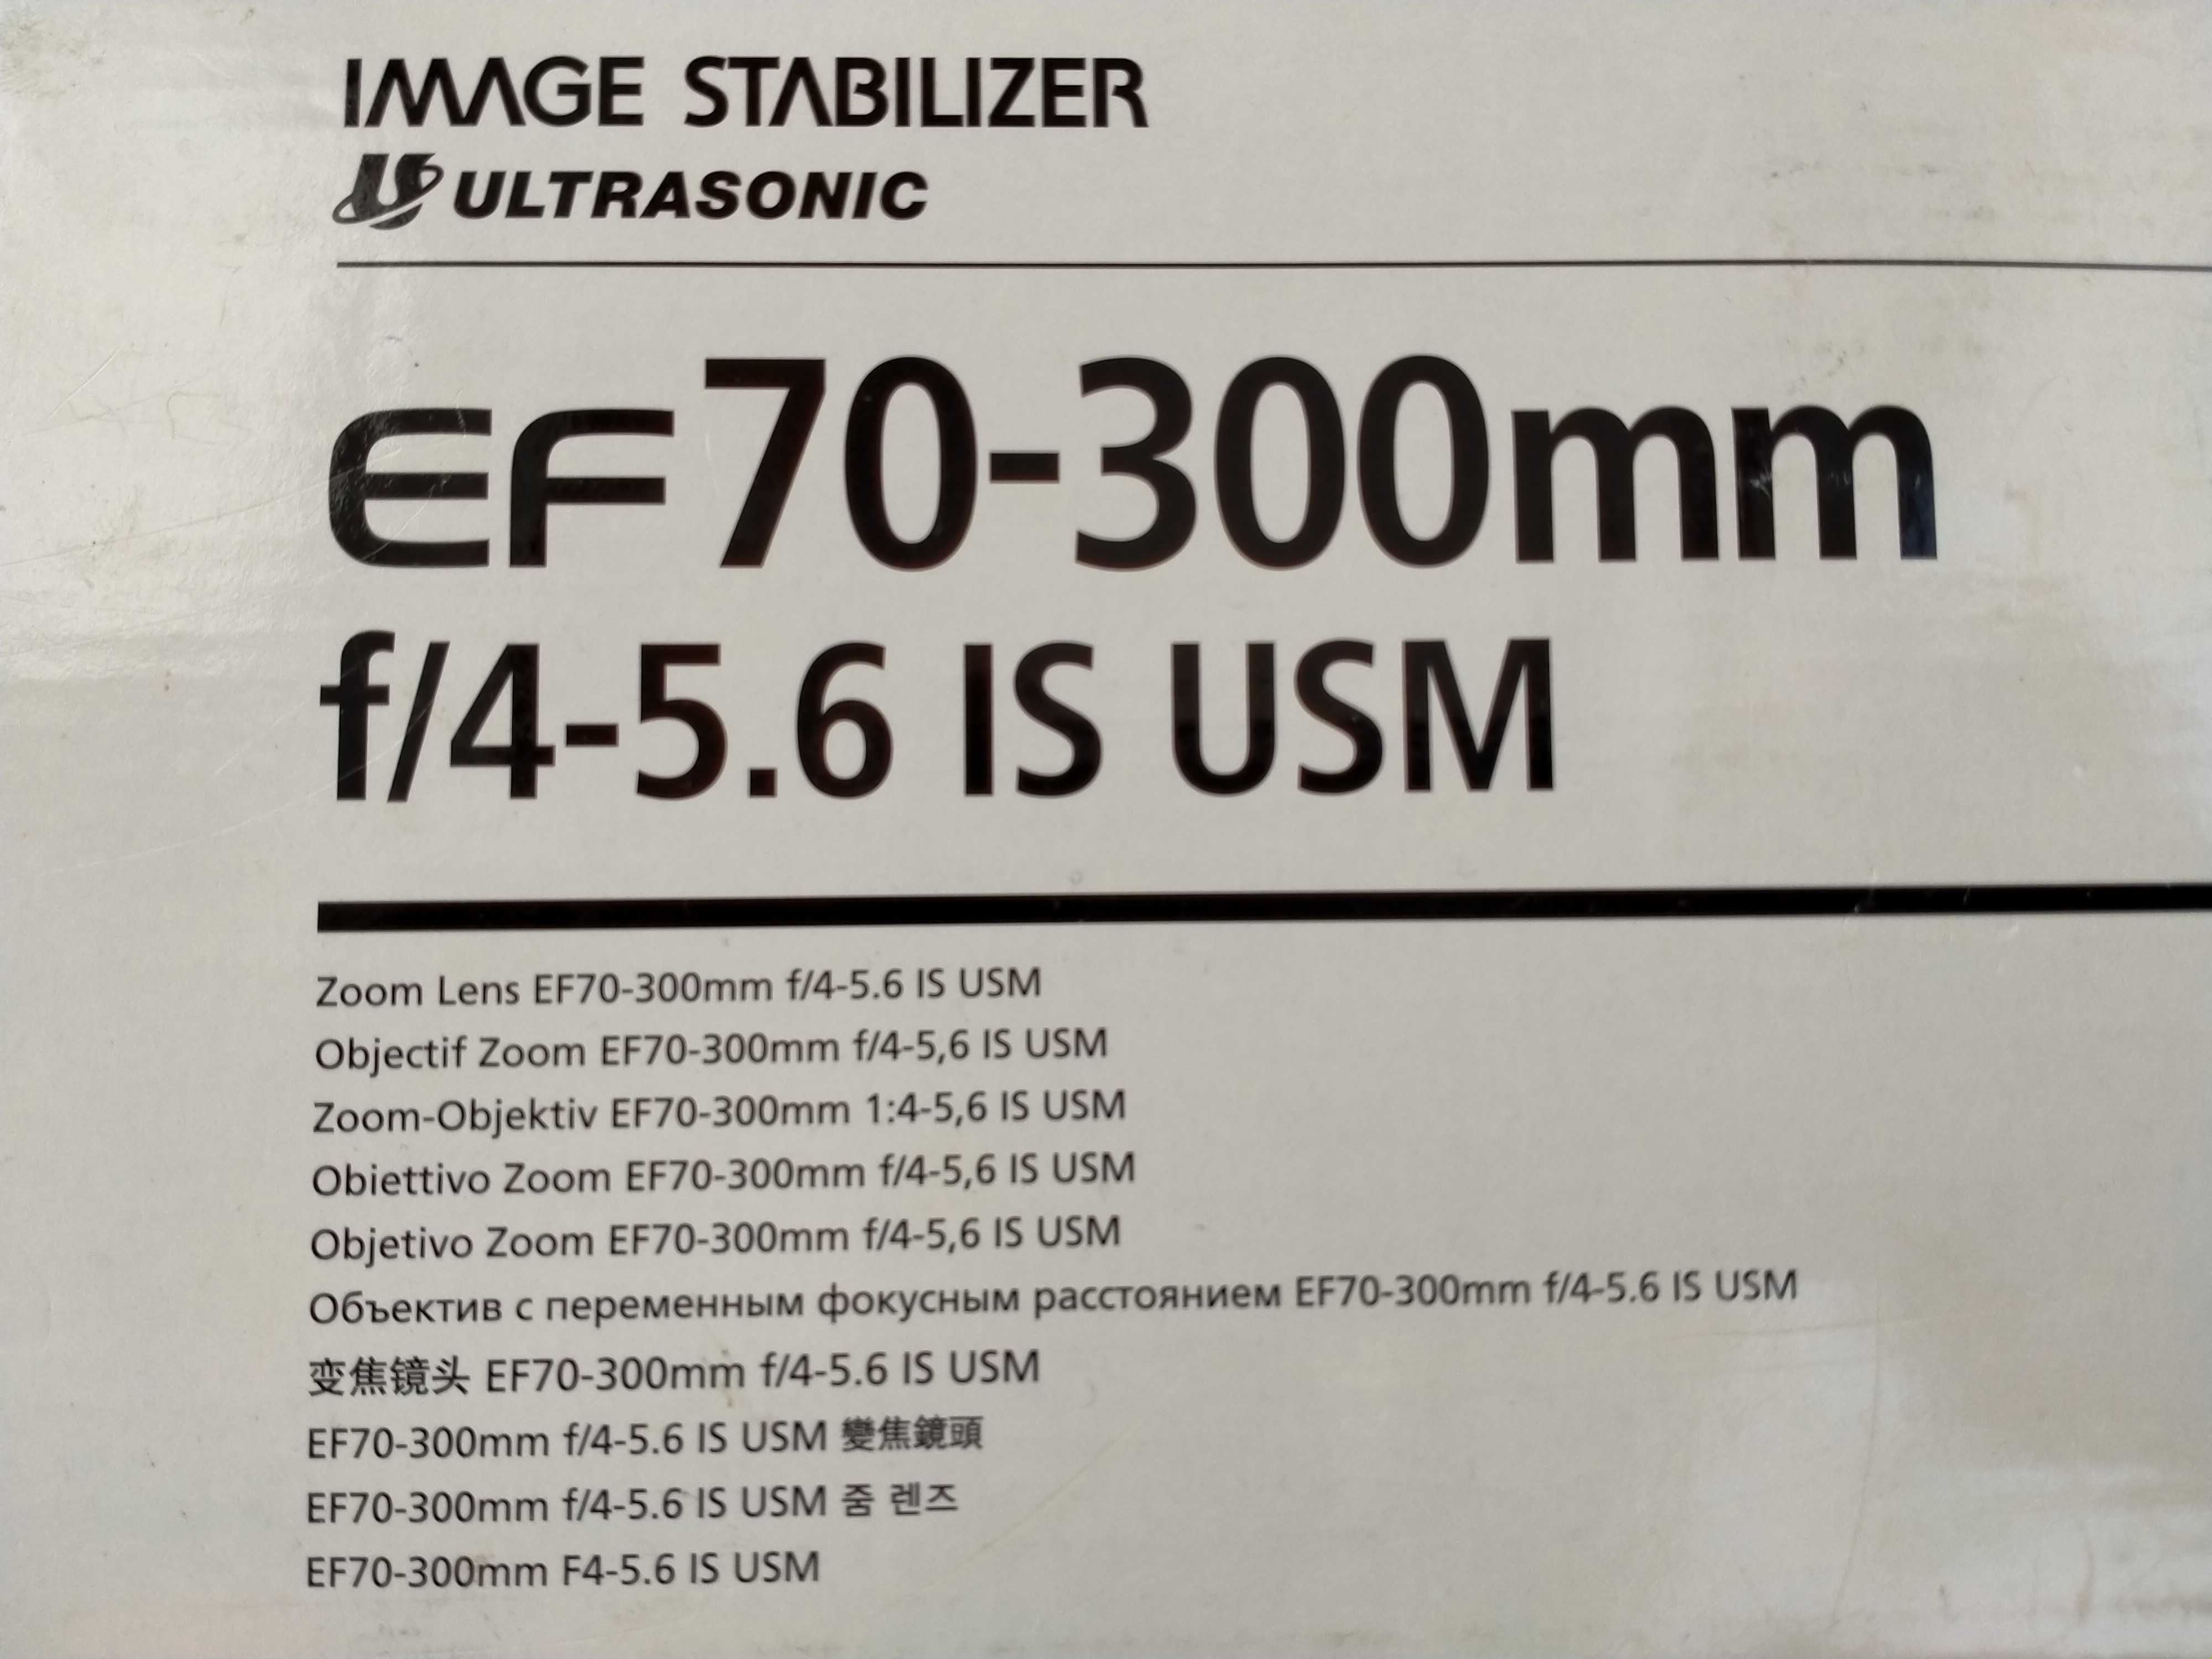 IMAGE STABILIZER
ULTRASONIC
EF70-300mm
f/4-5.6 IS USM
Zoom Lens EF70-300mm f/4-5.6 IS USM
Objectif Zoom EF70-300mm f/4-5,6 IS USM
Zoom-Objektiv EF70-300mm 1:4-5,6 IS USM
Obiettivo Zoom EF70-300mm f/4-5,6 IS USM
Objetivo Zoom EF70-300mm f/4-5,6 IS USM
Объектив с переменным фокусным расстоянием EF70-300mm f/4-5.6 IS USM
变焦镜头 EF70-300mm f/4-5.6 IS USM
EF70-300mm f/4-5.6 IS USM 變焦鏡頭
EF70-300mm f/4-5.6 IS USM 줌 렌즈
EF70-300mm F4-5.6 IS USM